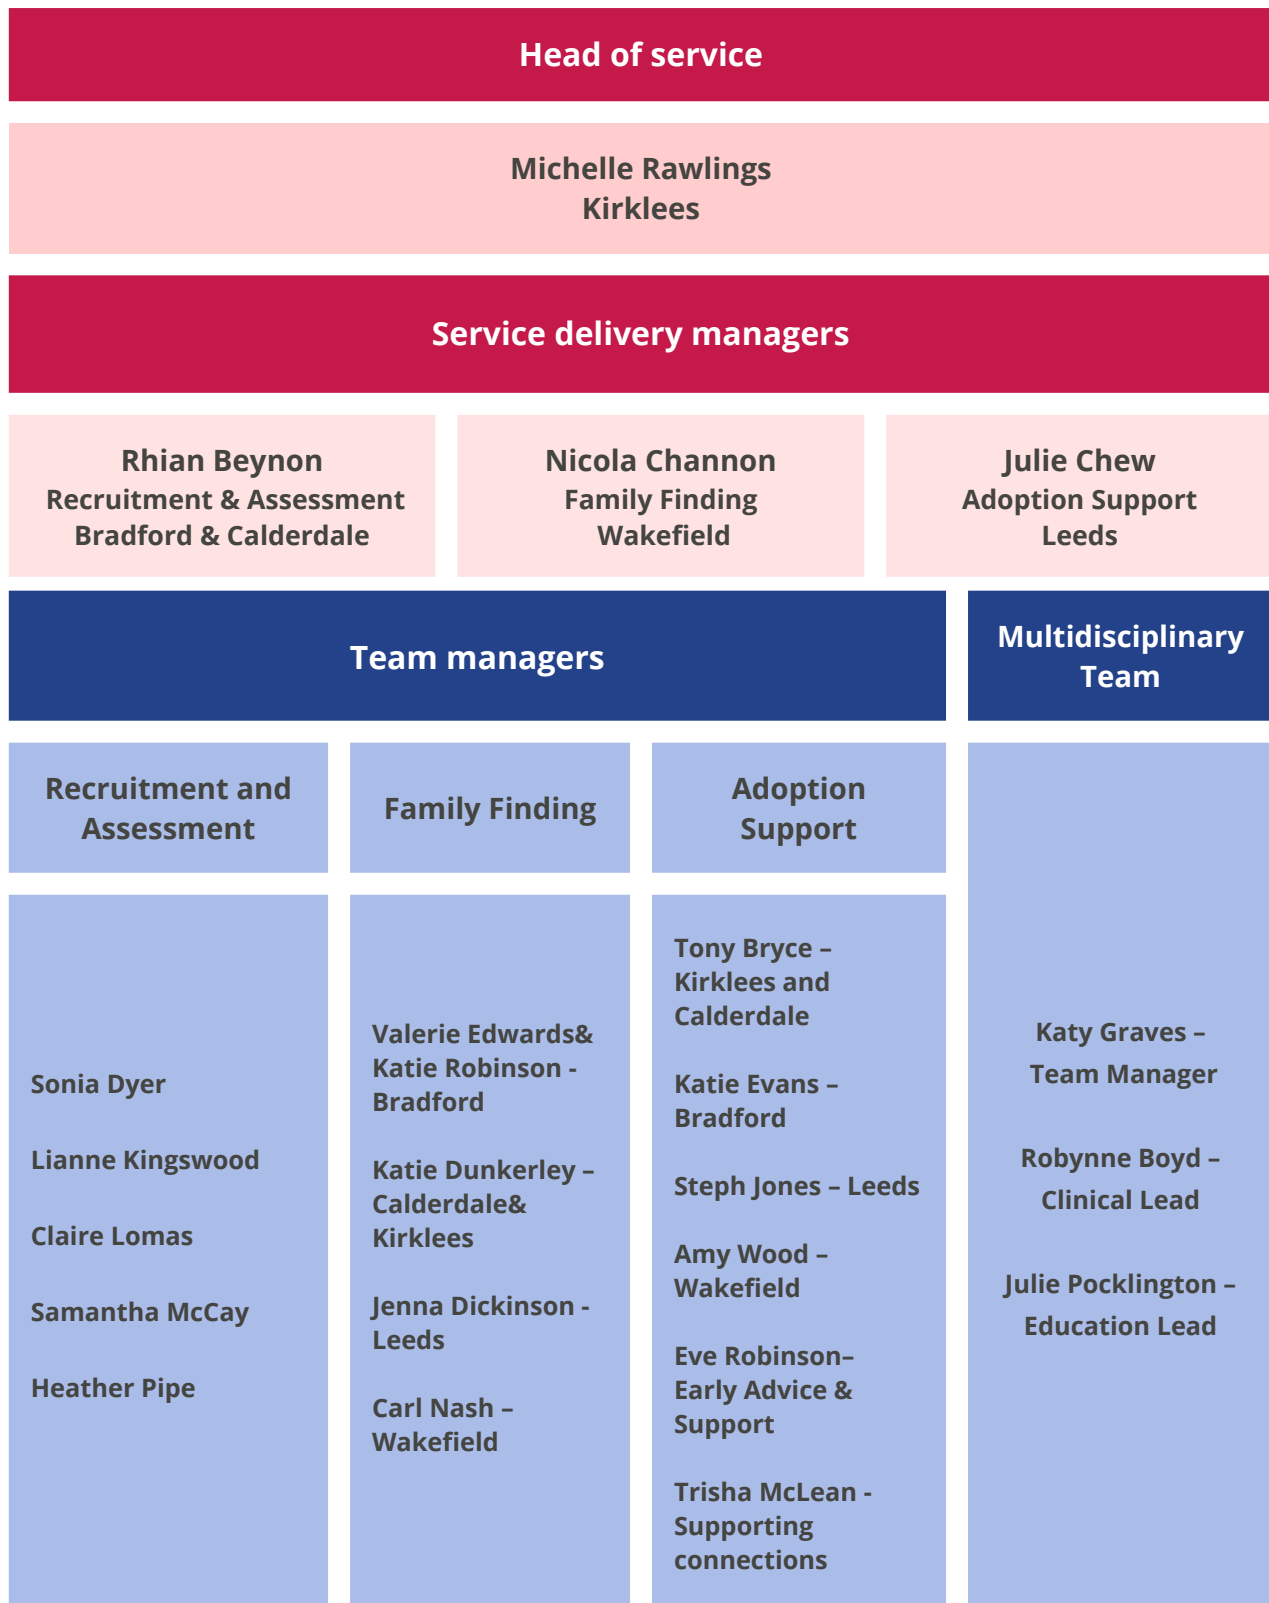 Head of service
Michelle Rawlings
Kirklees
Service delivery managers
Rhian Beynon
Recruitment & Assessment
Bradford & Calderdale
Nicola Channon
Family Finding
Wakefield
Julie Chew
Adoption Support
Leeds
Team managers
Multidisciplinary
Team
Recruitment and
Assessment
Family Finding
Adoption
Support
Sonia Dyer
Lianne Kingswood
Claire Lomas
Samantha McCay
Heather Pipe
Valerie Edwards&
Katie Robinson -
Bradford
Katie Dunkerley –
Calderdale&
Kirklees
Jenna Dickinson -
Leeds
Carl Nash –
Wakefield
Tony Bryce –
Kirklees and
Calderdale
Katie Evans –
Bradford
Steph Jones – Leeds
Amy Wood –
Wakefield
Eve Robinson–
Early Advice &
Support
Trisha McLean -
Supporting
connections
Katy Graves –
Team Manager
Robynne Boyd –
Clinical Lead
Julie Pocklington –
Education Lead